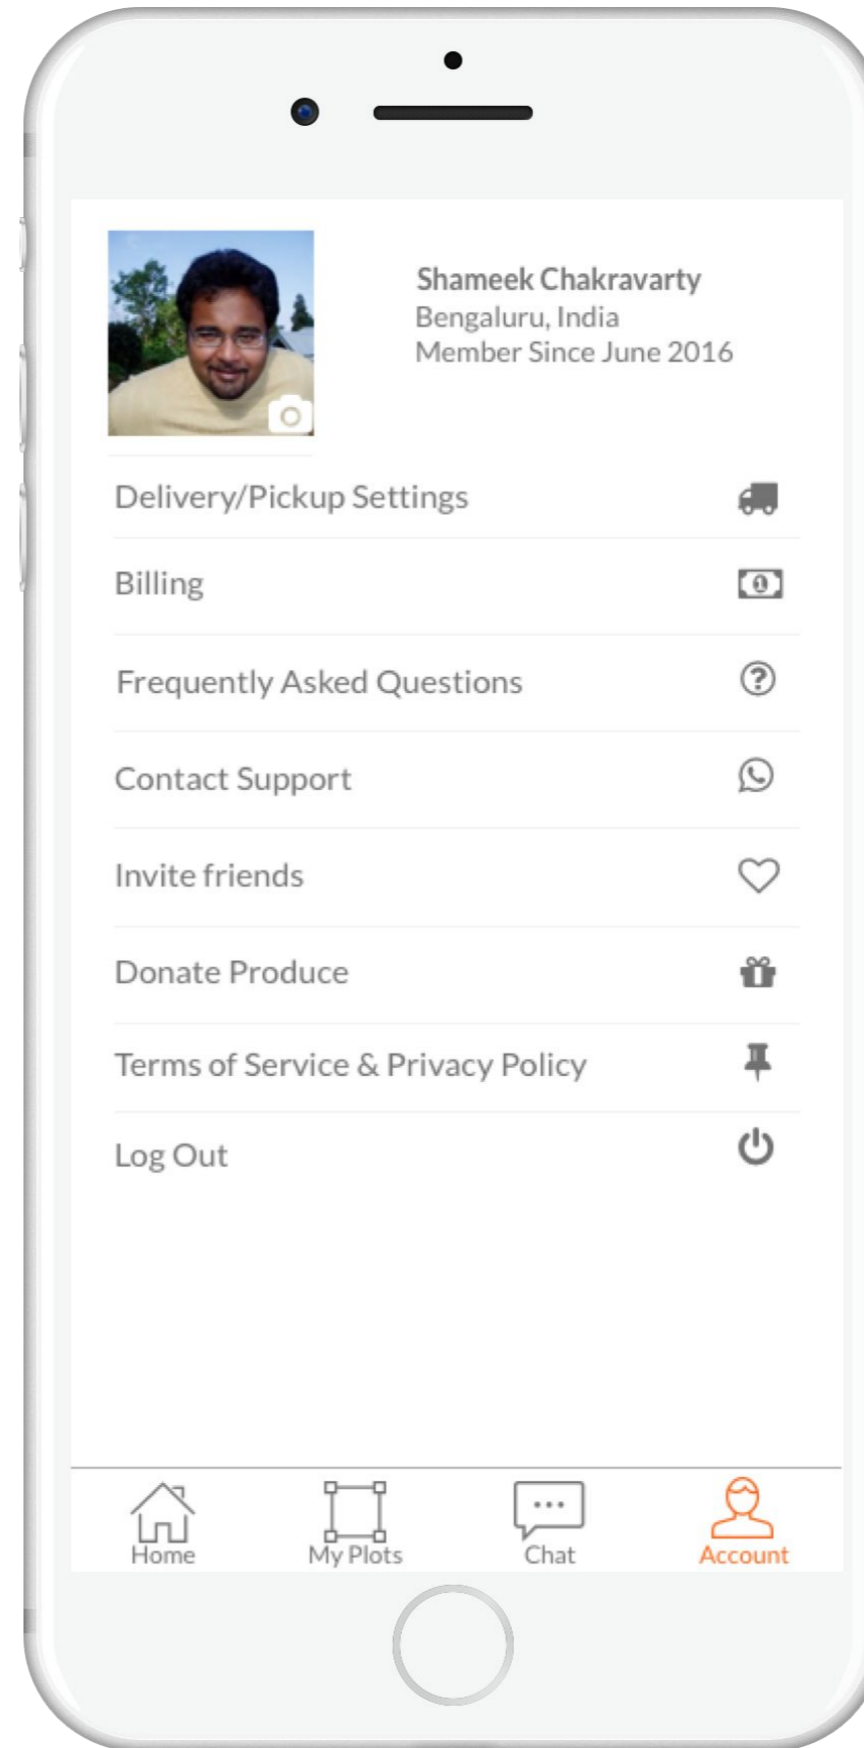 Shameek Chakravarty
Bengaluru, India
Member Since June 2016
Delivery/Pickup Settings
Billing
Frequently Asked Questions
Contact Support
Invite friends
Donate Produce
Terms of Service & Privacy Policy
Log Out
Home
My Plots
Chat
Account